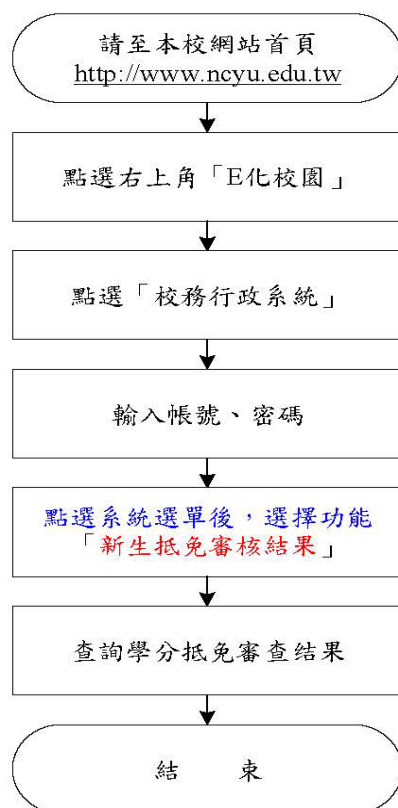 請至本校網站首頁
http://www.ncyu.edu.tw
點選右上角「E化校園」
點選「校務行政系統」
輸入帳號、密碼
點選系統選單後，選擇功能
「新生抵免審核結果」
查詢學分抵免審查結果
結 束